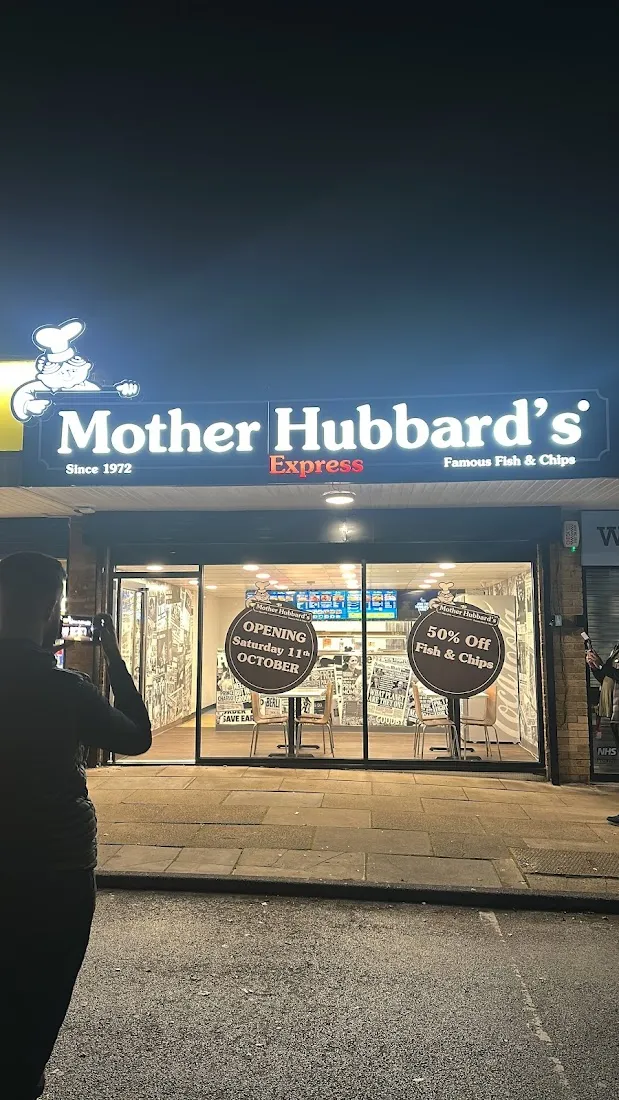 Mother Hubbard's
Since 1972
Express
Famous Fish & Chips
W
Mother Hubbard's
OPENING
Saturday 11th
OCTOBER
Mother Hubbard's
50% Off
Fish & Chips
SAVE
GOODBY
NHS